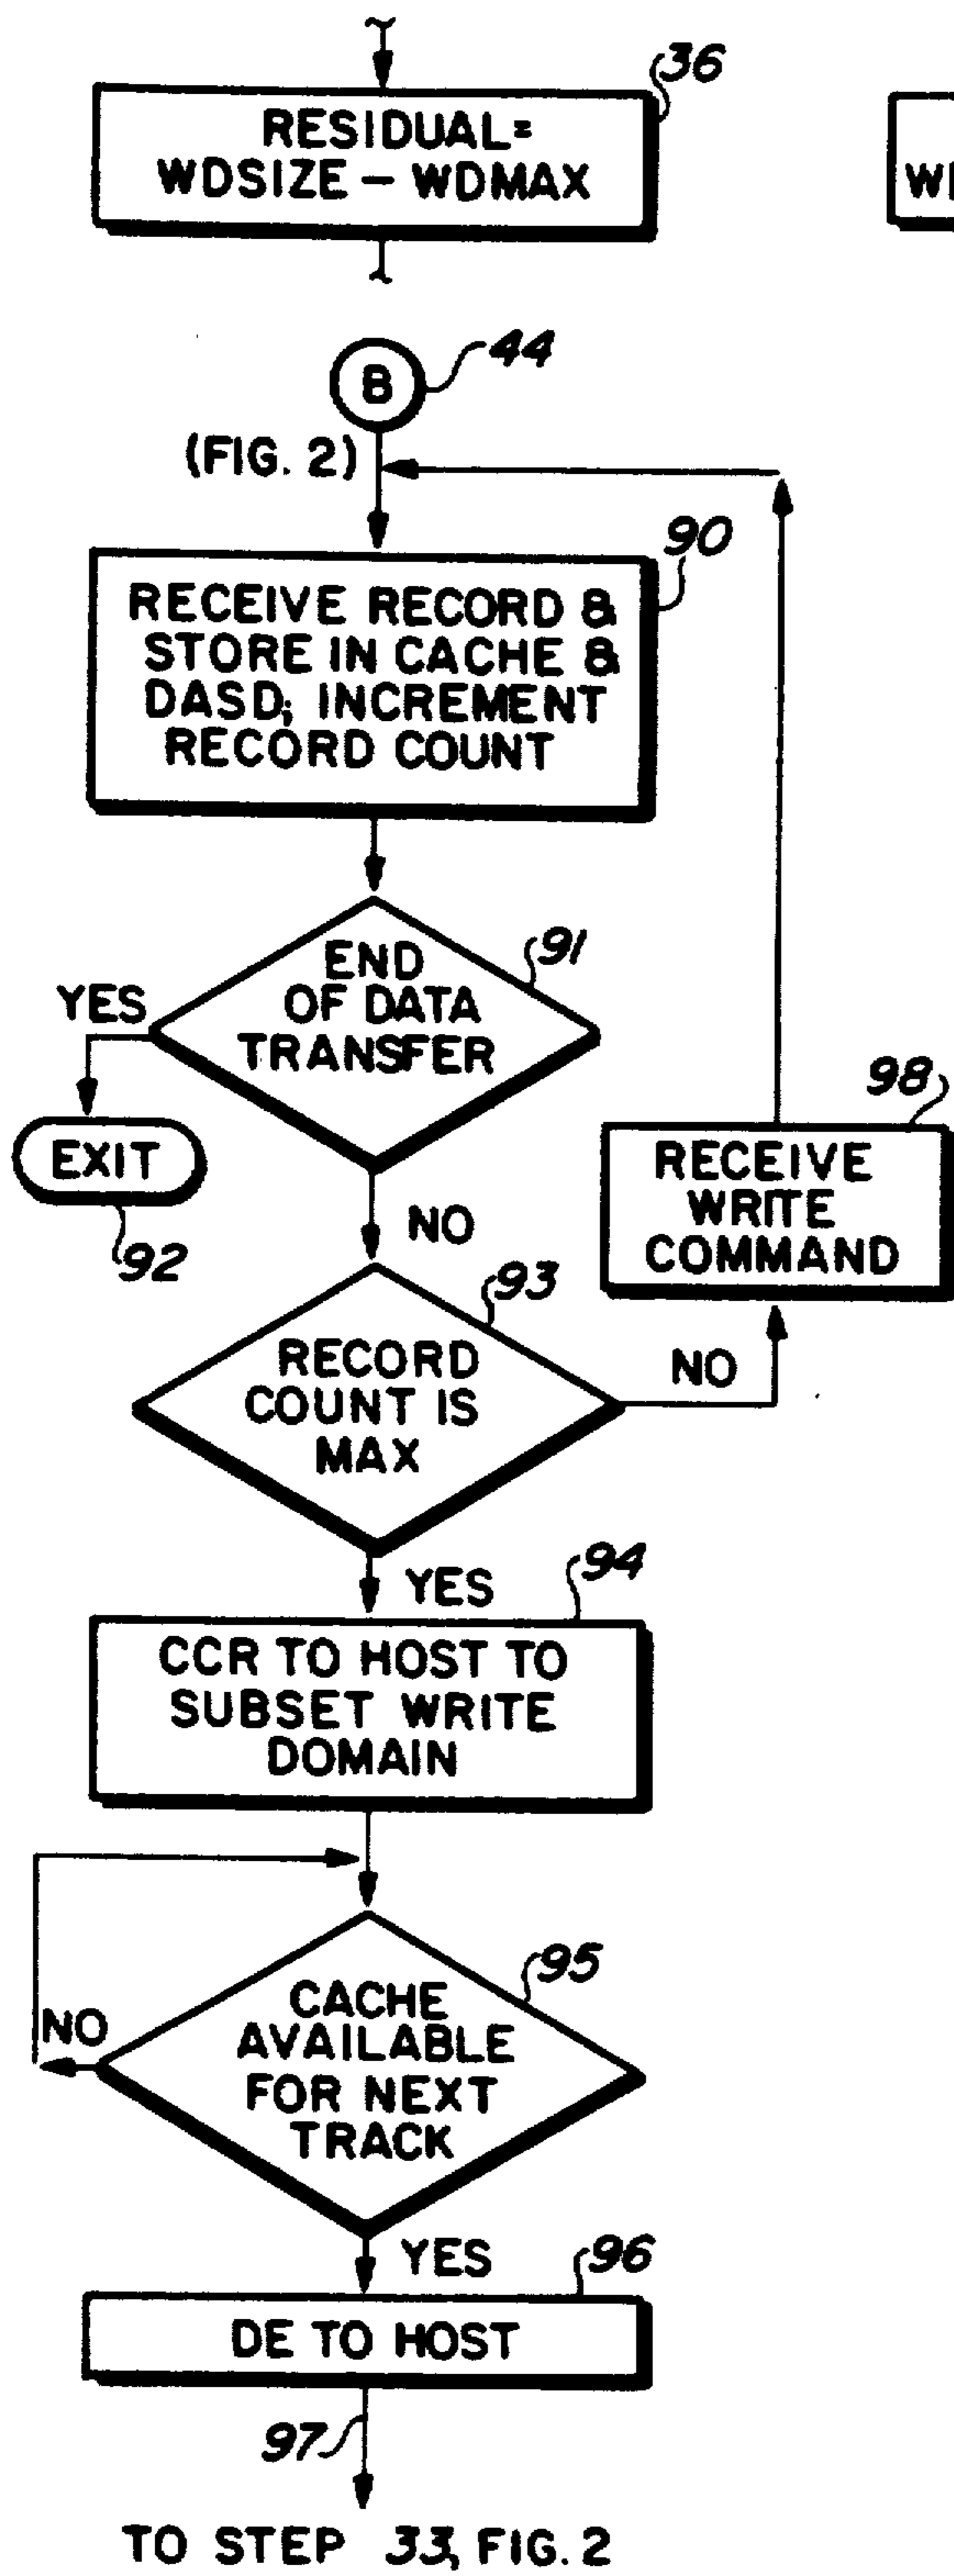 36
RESIDUAL=
WDSIZE - WDMAX
B
44
(FIG. 2)
90
RECEIVE RECORD &
STORE IN CACHE &
DASD; INCREMENT
RECORD COUNT
91
END
OF DATA
TRANSFER
YES
EXIT
92
NO
98
RECEIVE
WRITE
COMMAND
93
RECORD
COUNT IS
MAX
NO
YES
94
CCR TO HOST TO
SUBSET WRITE
DOMAIN
95
CACHE
AVAILABLE
FOR NEXT
TRACK
NO
YES
96
DE TO HOST
97
TO STEP 33, FIG. 2